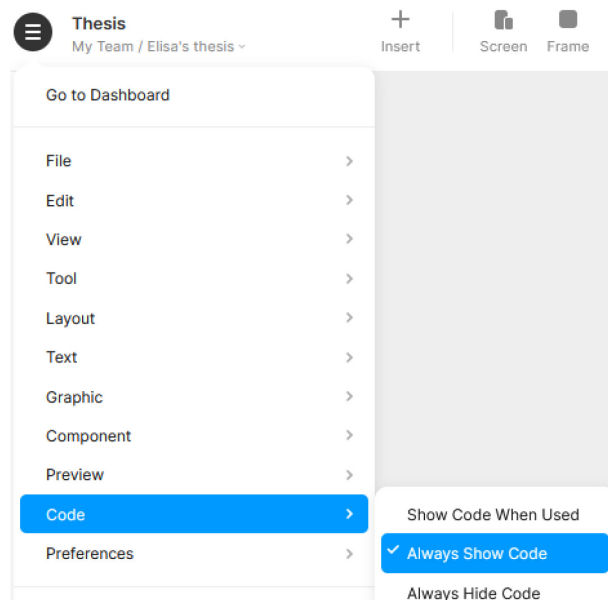 Thesis
My Team / Elisa's thesis
Insert
Screen
Frame
Go to Dashboard
File
Edit
View
Tool
Layout
Text
Graphic
Component
Preview
Code
Preferences
Show Code When Used
Always Show Code
Always Hide Code